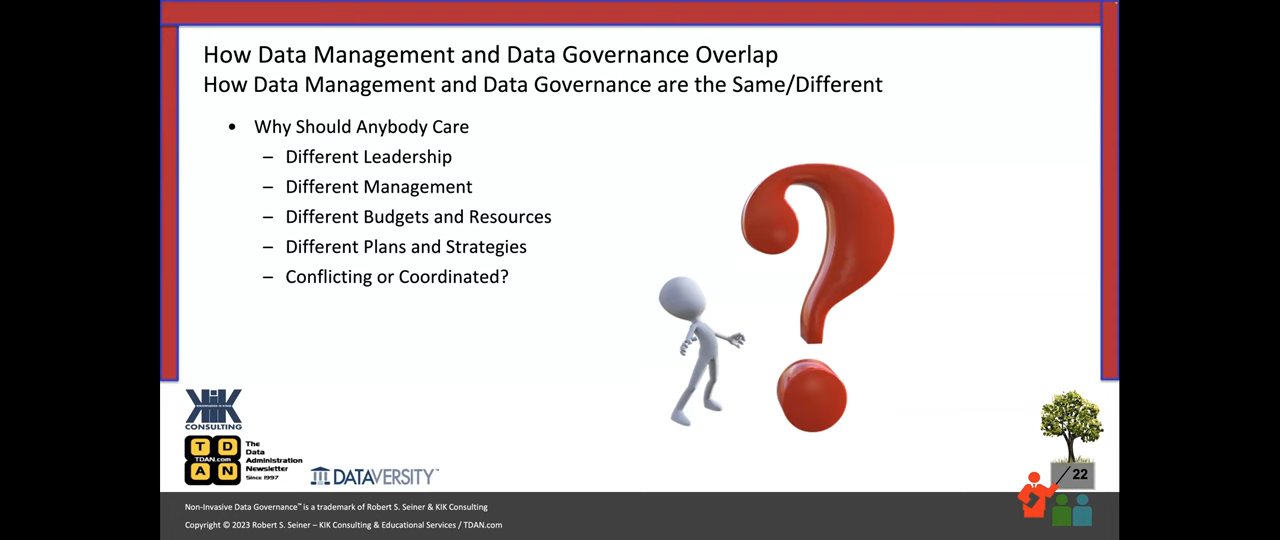 How Data Management and Data Governance Overlap
How Data Management and Data Governance are the Same/Different
• Why Should Anybody Care
– Different Leadership
– Different Management
– Different Budgets and Resources
– Different Plans and Strategies
– Conflicting or Coordinated?
KIK
CONSULTING
T D
TDAN.com
A N
The
Data
Administration
Newsletter
Since 1997
DATAVERSITY™
/ 22
Non-Invasive Data Governance™ is a trademark of Robert S. Seiner & KIK Consulting
Copyright © 2023 Robert S. Seiner – KIK Consulting & Educational Services / TDAN.com